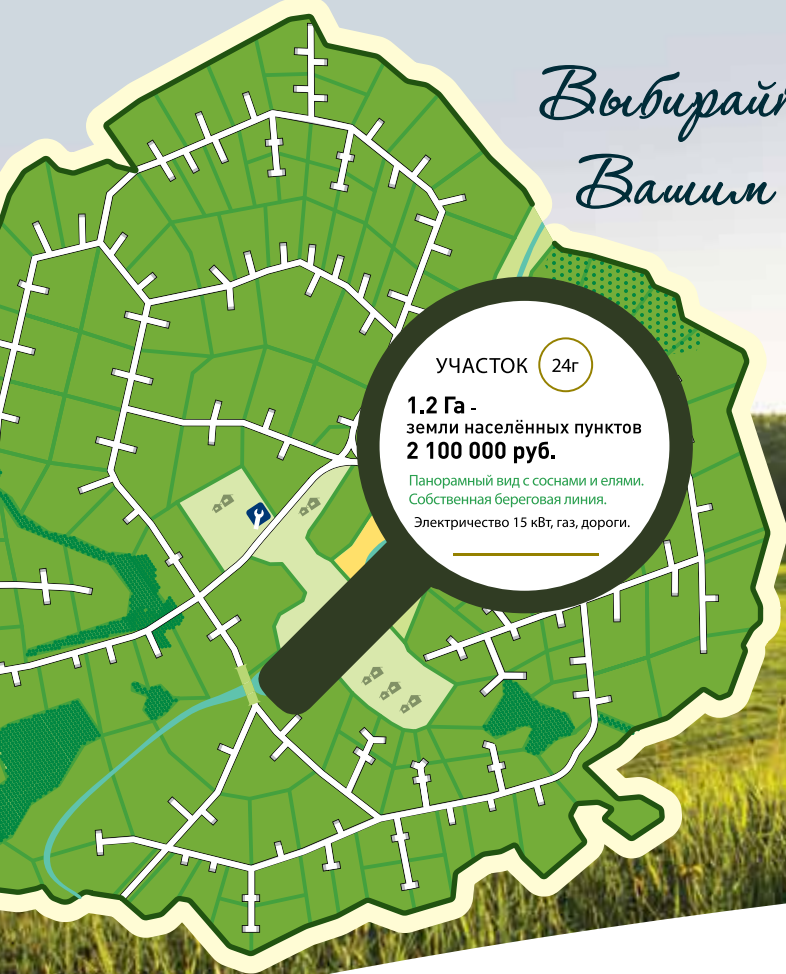 Вашим
УЧАСТОК 24г
1.2 Га -
земли населённых пунктов
2 100 000 руб.
Панорамный вид с соснами и елями.
Собственная береговая линия.
Электричество 15 кВт, газ, дороги.